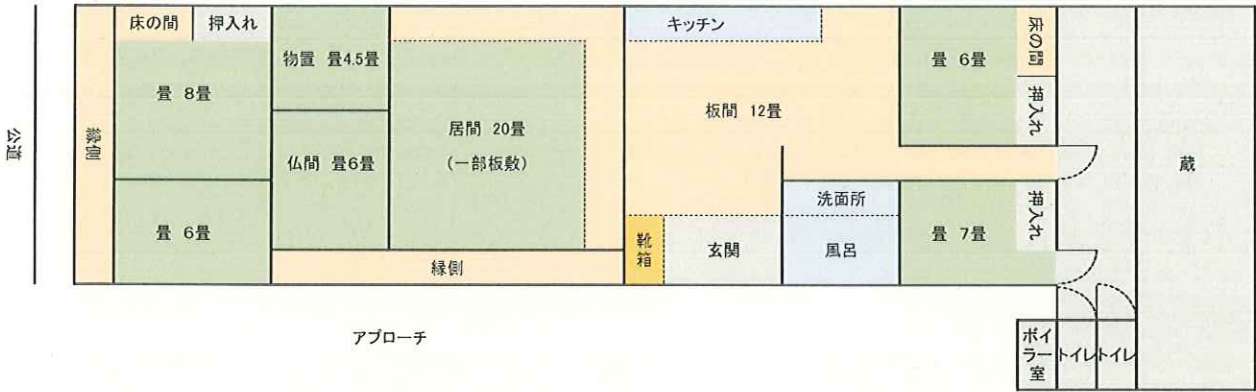 公道
縁側
床の間
押入れ
畳 8畳
畳 6畳
物置 畳4.5畳
仏間 畳6畳
居間 20畳
(一部板敷)
縁側
キッチン
板間 12畳
靴箱
玄関
洗面所
風呂
畳 6畳
床の間
押入れ
畳 7畳
押入れ
蔵
アプローチ
ボイラー室
トイレ
トイレ